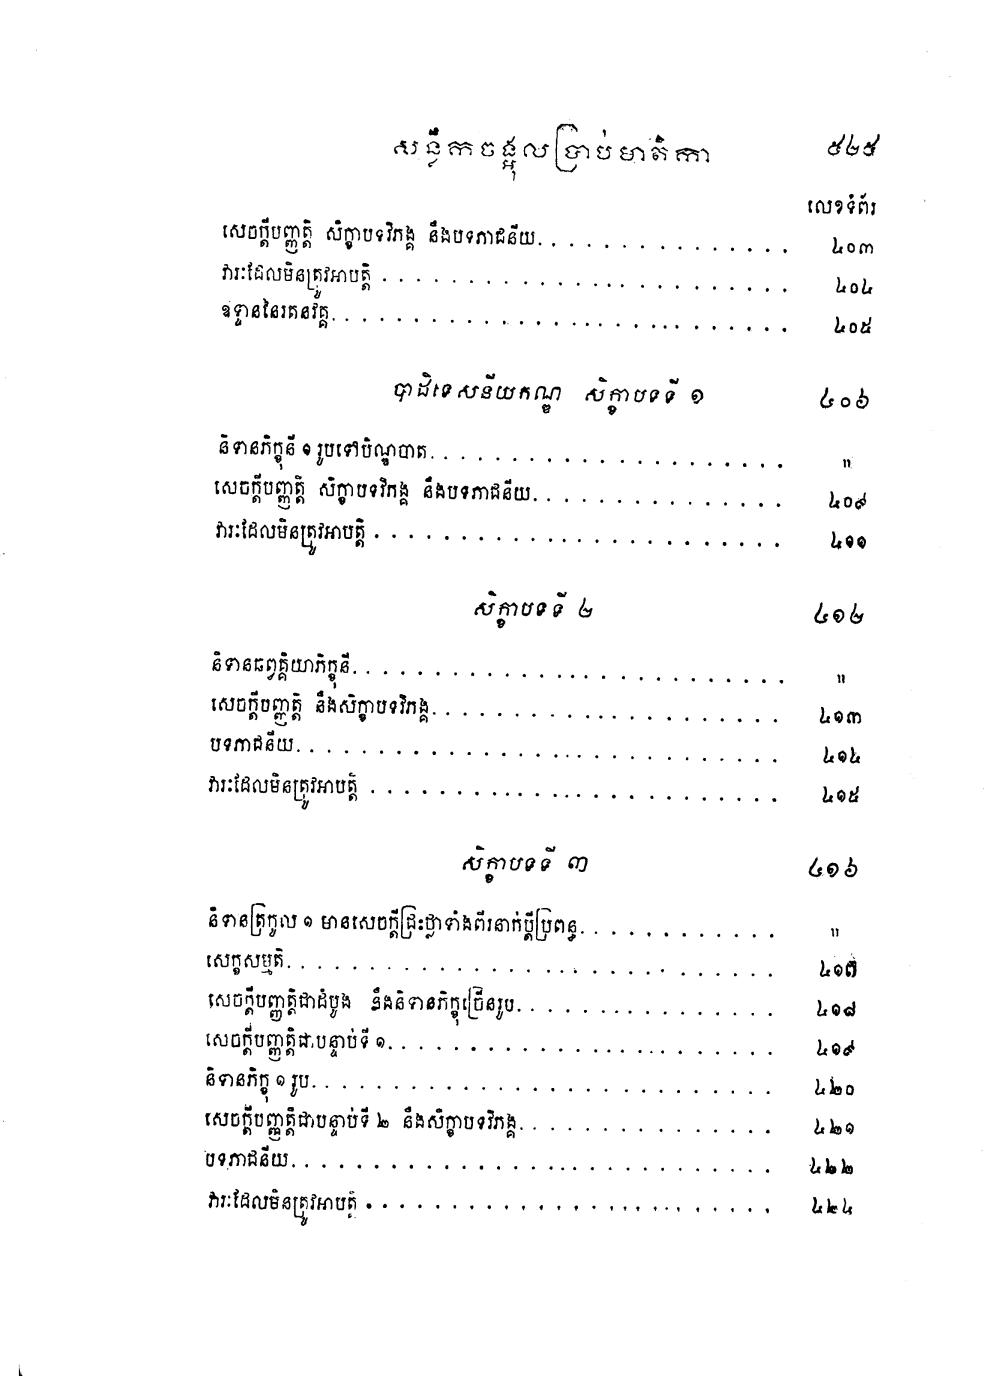 សន្លឹកចង្អុលប្រាប់មាតិកា ៥២៥
លេខទំព័រ
សេចក្តីបញ្ញត្តិ សិក្ខាបទវិភង្គ នឹងបទភាជនីយ. . . . . . . . . . . . . . . ៤០៣
វារៈដែលមិនត្រូវអាបត្តិ . . . . . . . . . . . . . . . . . . . . . . . . ៤០៤
ឧទ្ទាននៃរតនវគ្គ. . . . . . . . . . . . . . . . . . . . . . . . . . ៤០៥
បាដិទេសនីយកណ្ឌ សិក្ខាបទទី ១ ៤០៦
និទានភិក្ខុនី ១ រូបទៅបិណ្ឌបាត. . . . . . . . . . . . . . . . . . . . . "
សេចក្តីបញ្ញត្តិ សិក្ខាបទវិភង្គ នឹងបទភាជនីយ. . . . . . . . . . . . . . . ៤០៩
វារៈដែលមិនត្រូវអាបត្តិ . . . . . . . . . . . . . . . . . . . . . . . . ៤១១
សិក្ខាបទទី ២ ៤១២
និទានឆព្វគ្គិយាភិក្ខុនី. . . . . . . . . . . . . . . . . . . . . . . . . "
សេចក្តីបញ្ញត្តិ នឹងសិក្ខាបទវិភង្គ. . . . . . . . . . . . . . . . . . . . . ៤១៣
បទភាជនីយ. . . . . . . . . . . . . . . . . . . . . . . . . . . . ៤១៤
វារៈដែលមិនត្រូវអាបត្តិ . . . . . . . . . . . . . . . . . . . . . . . . ៤១៥
សិក្ខាបទទី ៣ ៤១៦
និទានត្រកូល ១ មានសេចក្តីជ្រះថ្លាទាំងពីរនាក់ប្តីប្រពន្ធ. . . . . . . . . . . . "
សេក្ខសម្មតិ. . . . . . . . . . . . . . . . . . . . . . . . . . . . . ៤១៧
សេចក្តីបញ្ញត្តិជាដំបូង នឹងនិទានភិក្ខុច្រើនរូប. . . . . . . . . . . . . . . . ៤១៨
សេចក្តីបញ្ញត្តិជាបន្ទាប់ទី ១. . . . . . . . . . . . . . . . . . . . . . . ៤១៩
និទានភិក្ខុ ១ រូប. . . . . . . . . . . . . . . . . . . . . . . . . . . ៤២០
សេចក្តីបញ្ញត្តិជាបន្ទាប់ទី ២ នឹងសិក្ខាបទវិភង្គ. . . . . . . . . . . . . . . ៤២១
បទភាជនីយ. . . . . . . . . . . . . . . . . . . . . . . . . . . . ៤២២
វារៈដែលមិនត្រូវអាបត្តិ . . . . . . . . . . . . . . . . . . . . . . . . ៤២៤